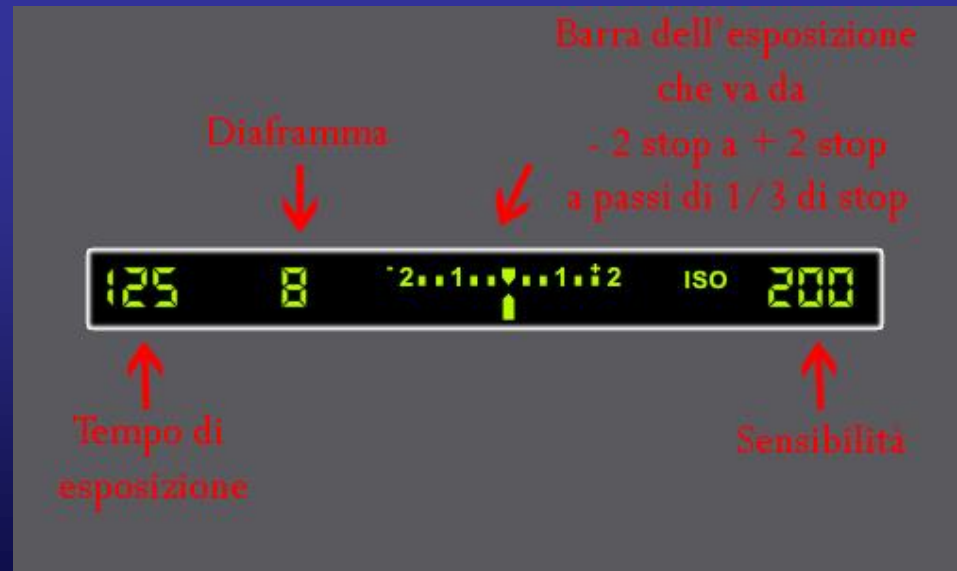 Barra dell'esposizione
che va da
- 2 stop a + 2 stop
a passi di 1/3 di stop
Diaframma
125 8 -2 1 1 +2 ISO 200
Tempo di
esposizione
Sensibilità